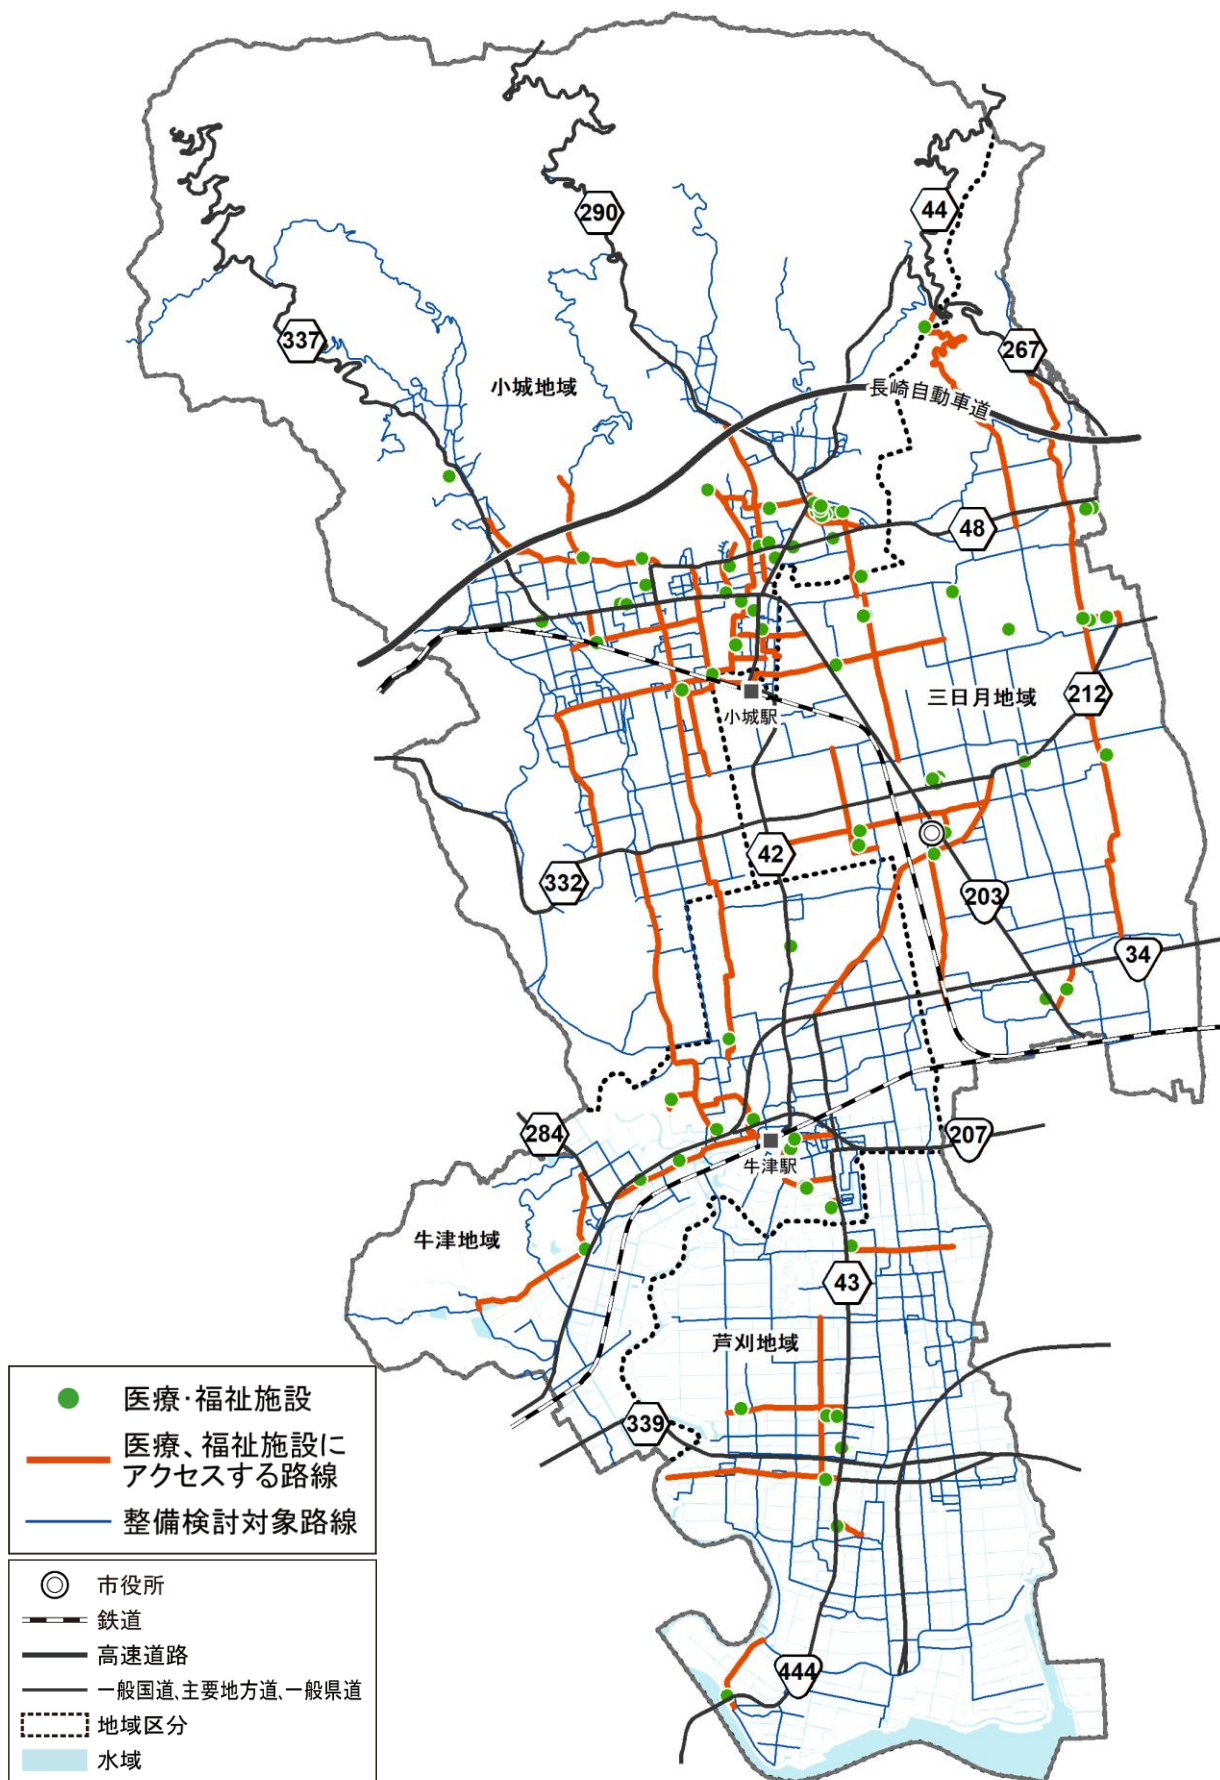 290
44
337
267
小城地域
長崎自動車道
48
三日月地域
212
小城駅
42
332
203
34
284
207
牛津駅
牛津地域
43
芦刈地域
339
444
医療・福祉施設
医療、福祉施設に
アクセスする路線
整備検討対象路線
市役所
鉄道
高速道路
一般国道、主要地方道、一般県道
地域区分
水域